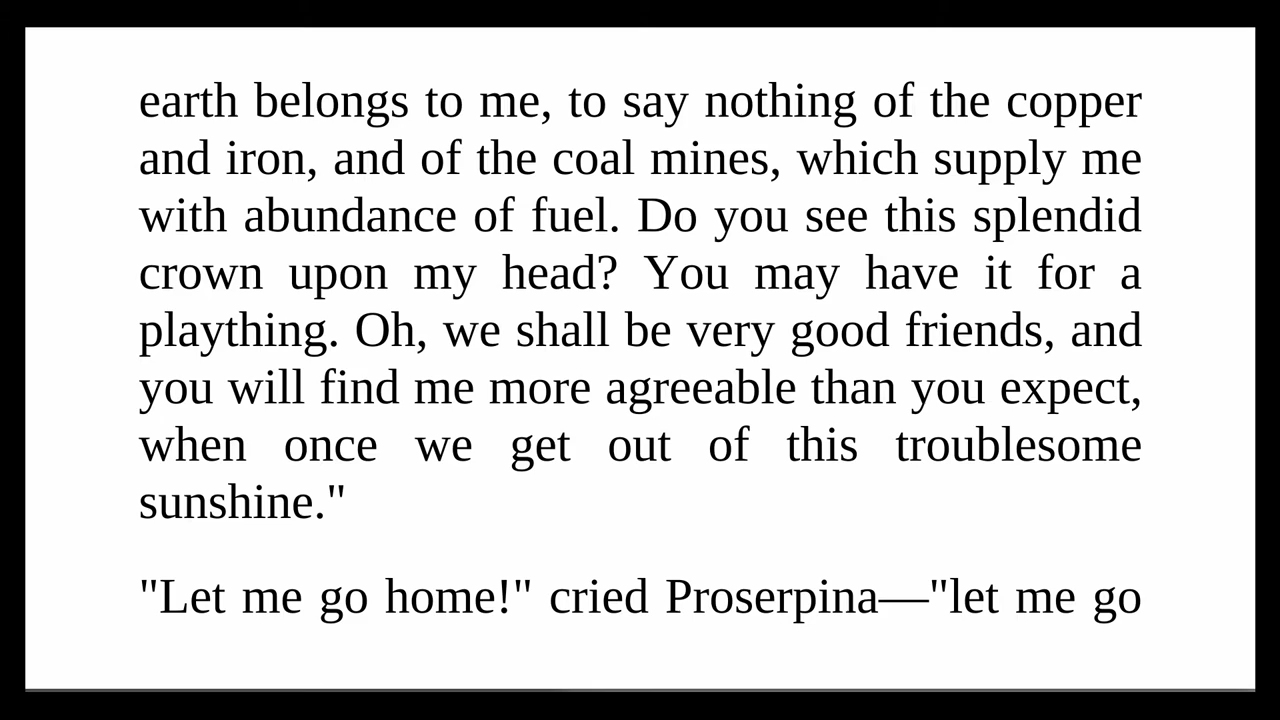 earth belongs to me, to say nothing of the copper
and iron, and of the coal mines, which supply me
with abundance of fuel. Do you see this splendid
crown upon my head? You may have it for a
plaything. Oh, we shall be very good friends, and
you will find me more agreeable than you expect,
when once we get out of this troublesome
sunshine."
"Let me go home!" cried Proserpina—"let me go